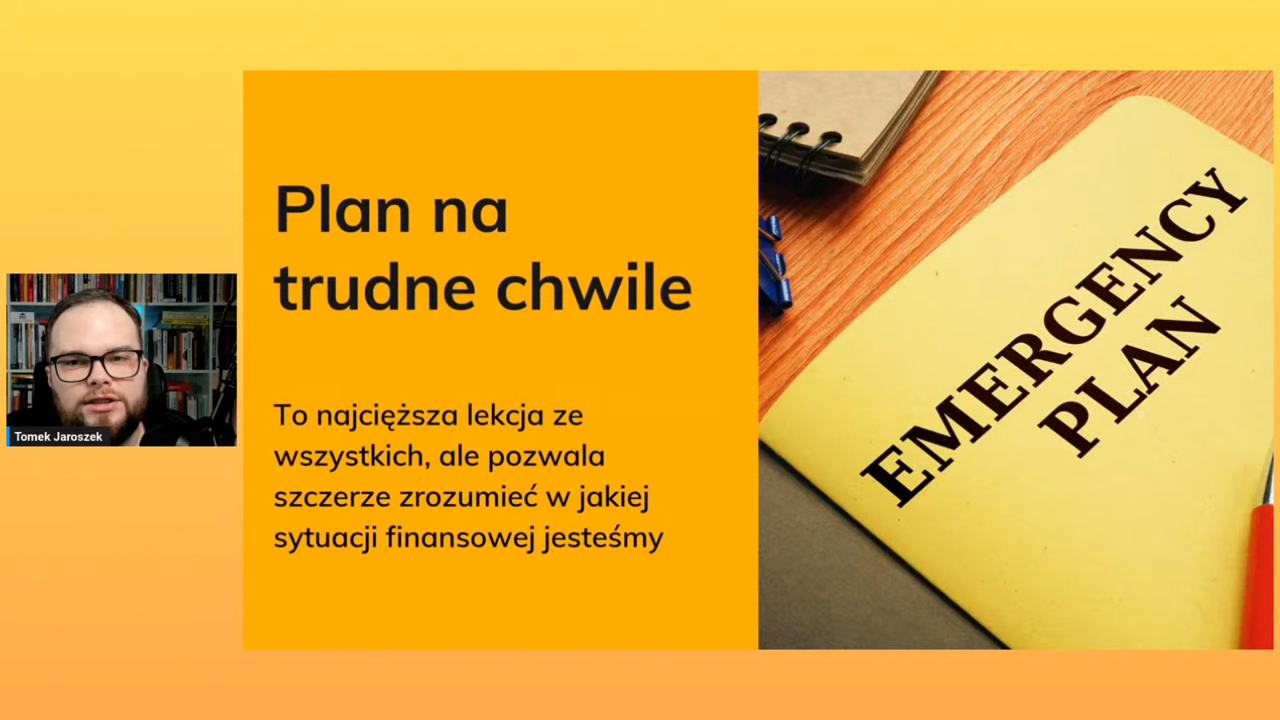 Plan na
trudne chwile
To najcięższa lekcja ze
wszystkich, ale pozwala
szczerze zrozumieć w jakiej
sytuacji finansowej jesteśmy
EMERGENCY
PLAN
Tomek Jaroszek